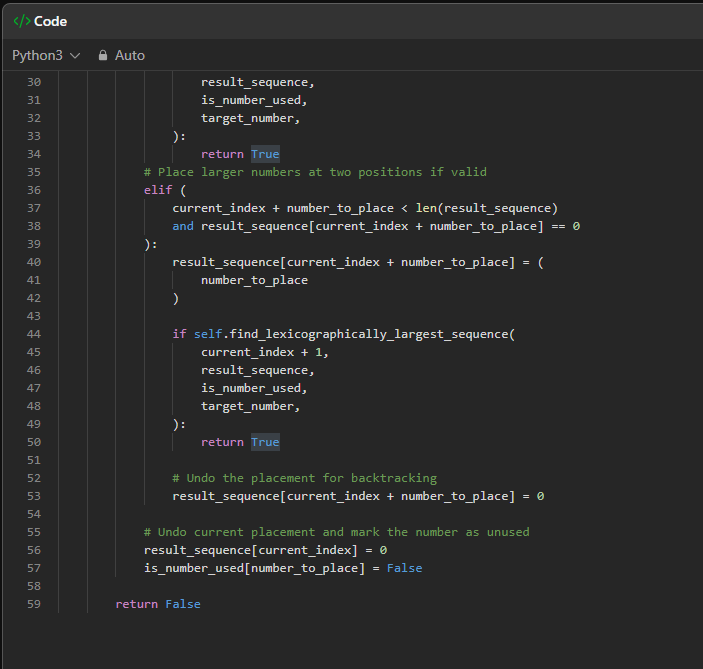 </> Code
Python3 Auto
30 result_sequence,
31 is_number_used,
32 target_number,
33 ):
34 return True
35 # Place larger numbers at two positions if valid
36 elif (
37 current_index + number_to_place < len(result_sequence)
38 and result_sequence[current_index + number_to_place] == 0
39 ):
40 result_sequence[current_index + number_to_place] = (
41 number_to_place
42 )
43
44 if self.find_lexicographically_largest_sequence(
45 current_index + 1,
46 result_sequence,
47 is_number_used,
48 target_number,
49 ):
50 return True
51
52 # Undo the placement for backtracking
53 result_sequence[current_index + number_to_place] = 0
54
55 # Undo current placement and mark the number as unused
56 result_sequence[current_index] = 0
57 is_number_used[number_to_place] = False
58
59 return False